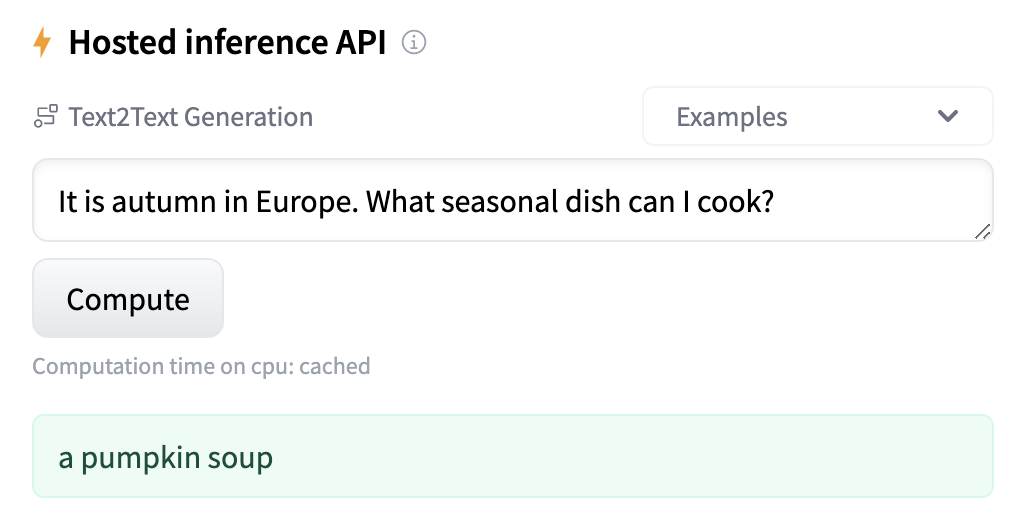 Hosted inference API
Text2Text Generation
Examples
It is autumn in Europe. What seasonal dish can I cook?
Compute
Computation time on cpu: cached
a pumpkin soup